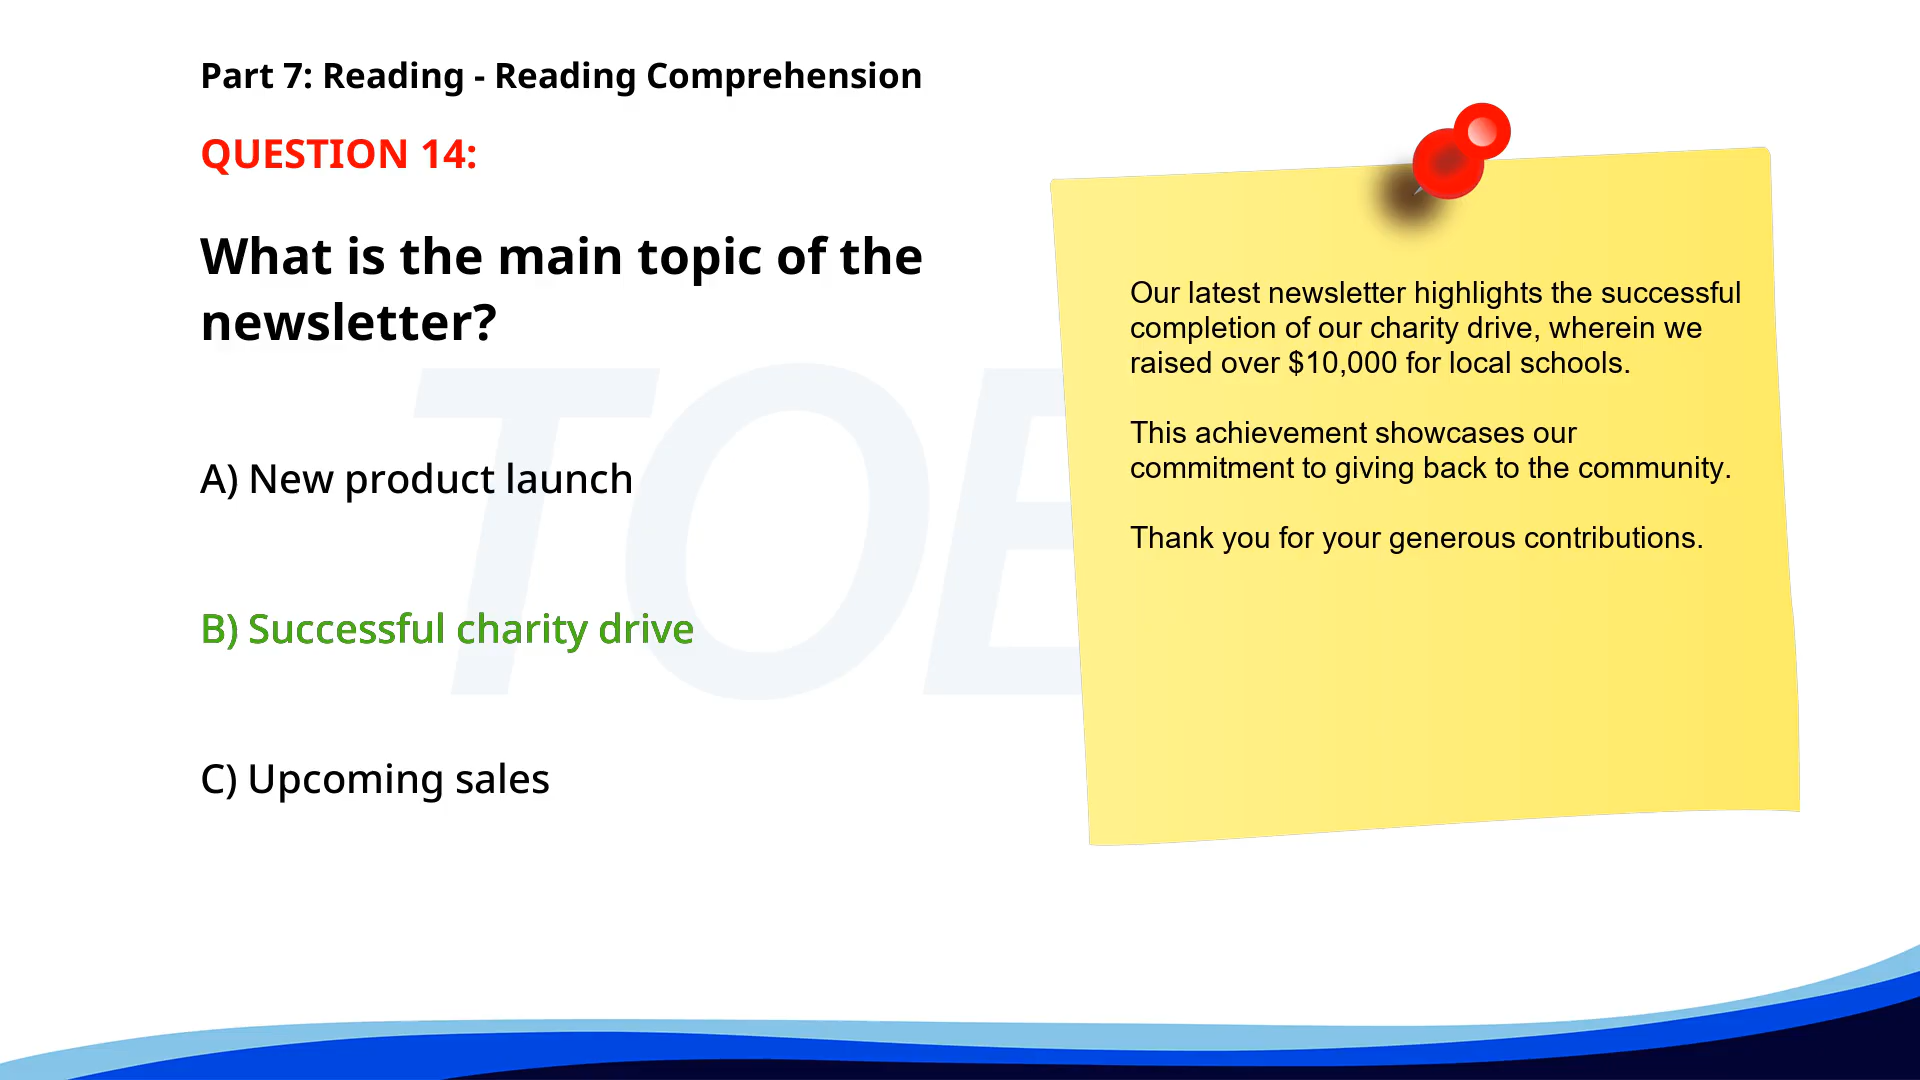 Part 7: Reading - Reading Comprehension
QUESTION 14:
What is the main topic of the
newsletter?
A) New product launch
B) Successful charity drive
C) Upcoming sales
Our latest newsletter highlights the successful
completion of our charity drive, wherein we
raised over $10,000 for local schools.
This achievement showcases our
commitment to giving back to the community.
Thank you for your generous contributions.
TOE